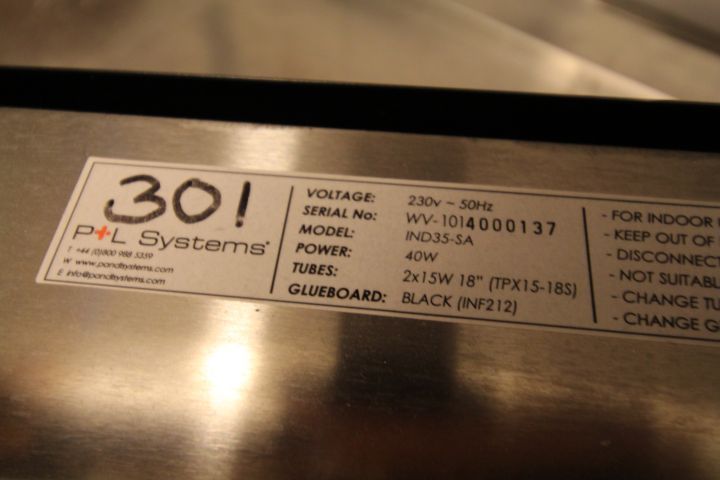 301
P+L Systems
T +44 (0)800 988 5359
W www.pandlsystems.com
E info@pandlsystems.com
VOLTAGE: 230v ~ 50Hz
SERIAL No: WV-1014000137
MODEL: IND35-SA
POWER: 40W
TUBES: 2x15W 18" (TPX15-18S)
GLUEBOARD: BLACK (INF212)
- FOR INDOOR
- KEEP OUT OF
- DISCONNECT
- NOT SUITABL
- CHANGE TU
- CHANGE G